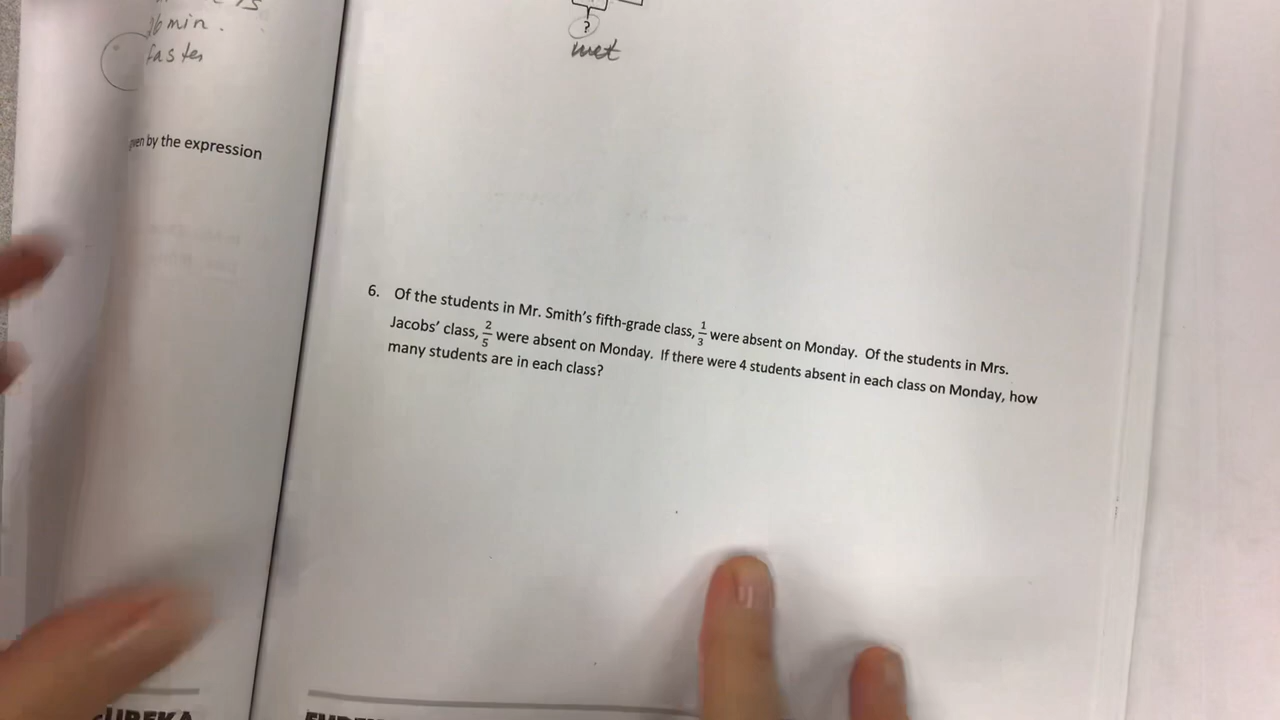 min.
faster
by the expression
?
met
6. Of the students in Mr. Smith's fifth-grade class, 1/3 were absent on Monday. Of the students in Mrs.
Jacobs' class, 2/5 were absent on Monday. If there were 4 students absent in each class on Monday, how
many students are in each class?